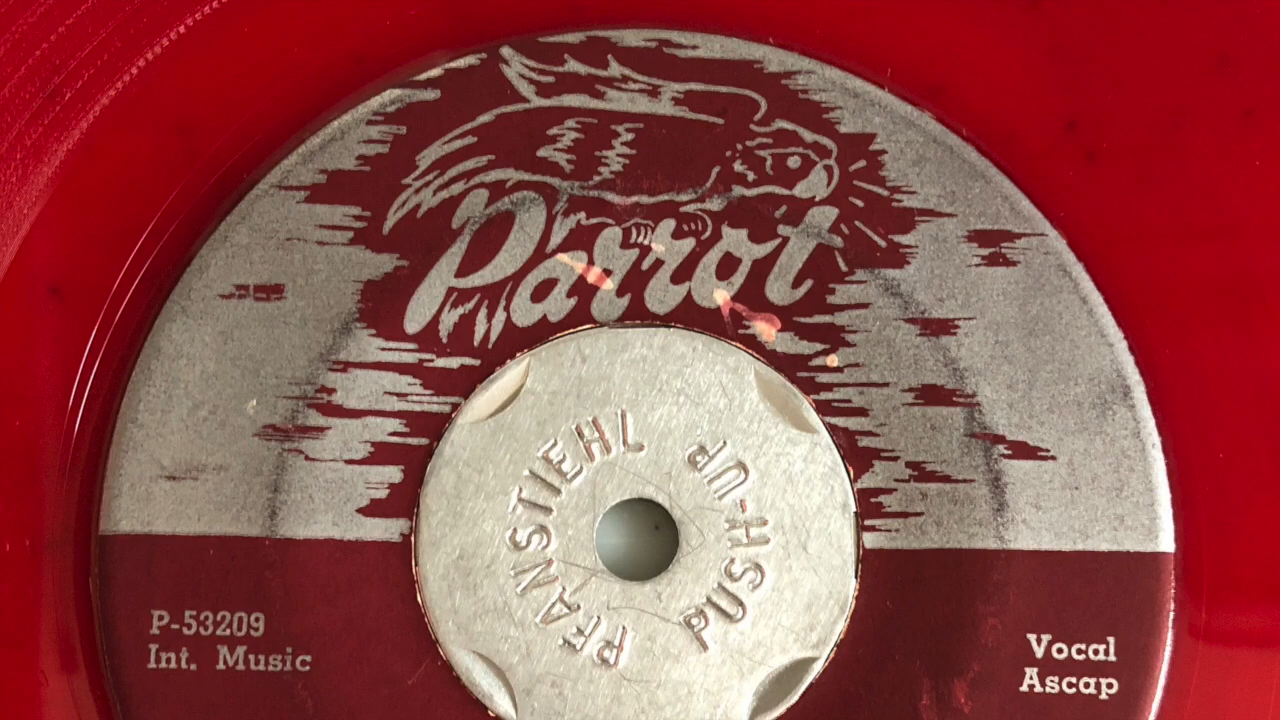 Parrot
PFANSTIEHL
PUSH-UP
P-53209
Int. Music
Vocal
Ascap